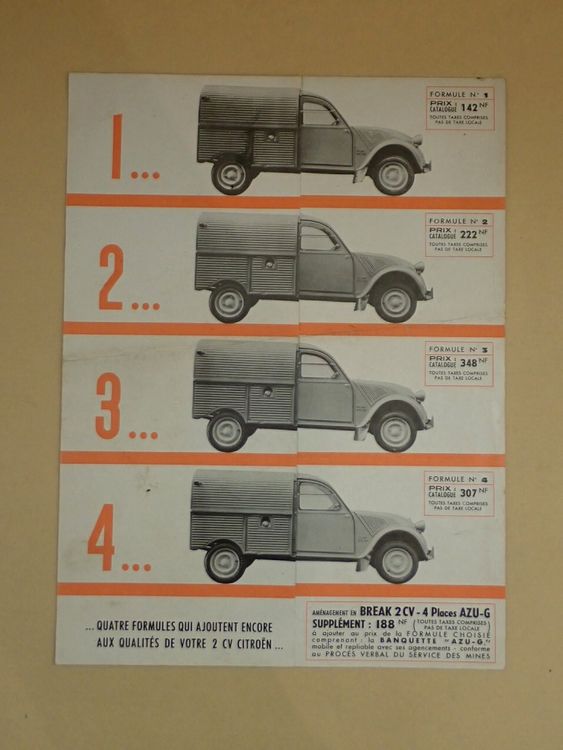 1...
FORMULE N° 1
PRIX : CATALOGUE 142 NF
TOUTES TAXES COMPRISES
PAS DE TAXE LOCALE
2...
FORMULE N° 2
PRIX : CATALOGUE 222 NF
TOUTES TAXES COMPRISES
PAS DE TAXE LOCALE
3...
FORMULE N° 3
PRIX : CATALOGUE 348 NF
TOUTES TAXES COMPRISES
PAS DE TAXE LOCALE
4...
FORMULE N° 4
PRIX : CATALOGUE 307 NF
TOUTES TAXES COMPRISES
PAS DE TAXE LOCALE
... QUATRE FORMULES QUI AJOUTENT ENCORE
AUX QUALITÉS DE VOTRE 2 CV CITROËN ...
AMÉNAGEMENT EN BREAK 2 CV - 4 Places AZU-G
SUPPLÉMENT : 188 NF (TOUTES TAXES COMPRISES PAS DE TAXE LOCALE)
à ajouter au prix de la FORMULE CHOISIE
comprenant : la BANQUETTE "AZU-G,"
mobile et repliable avec ses agencements - conforme
au PROCÈS VERBAL DU SERVICE DES MINES